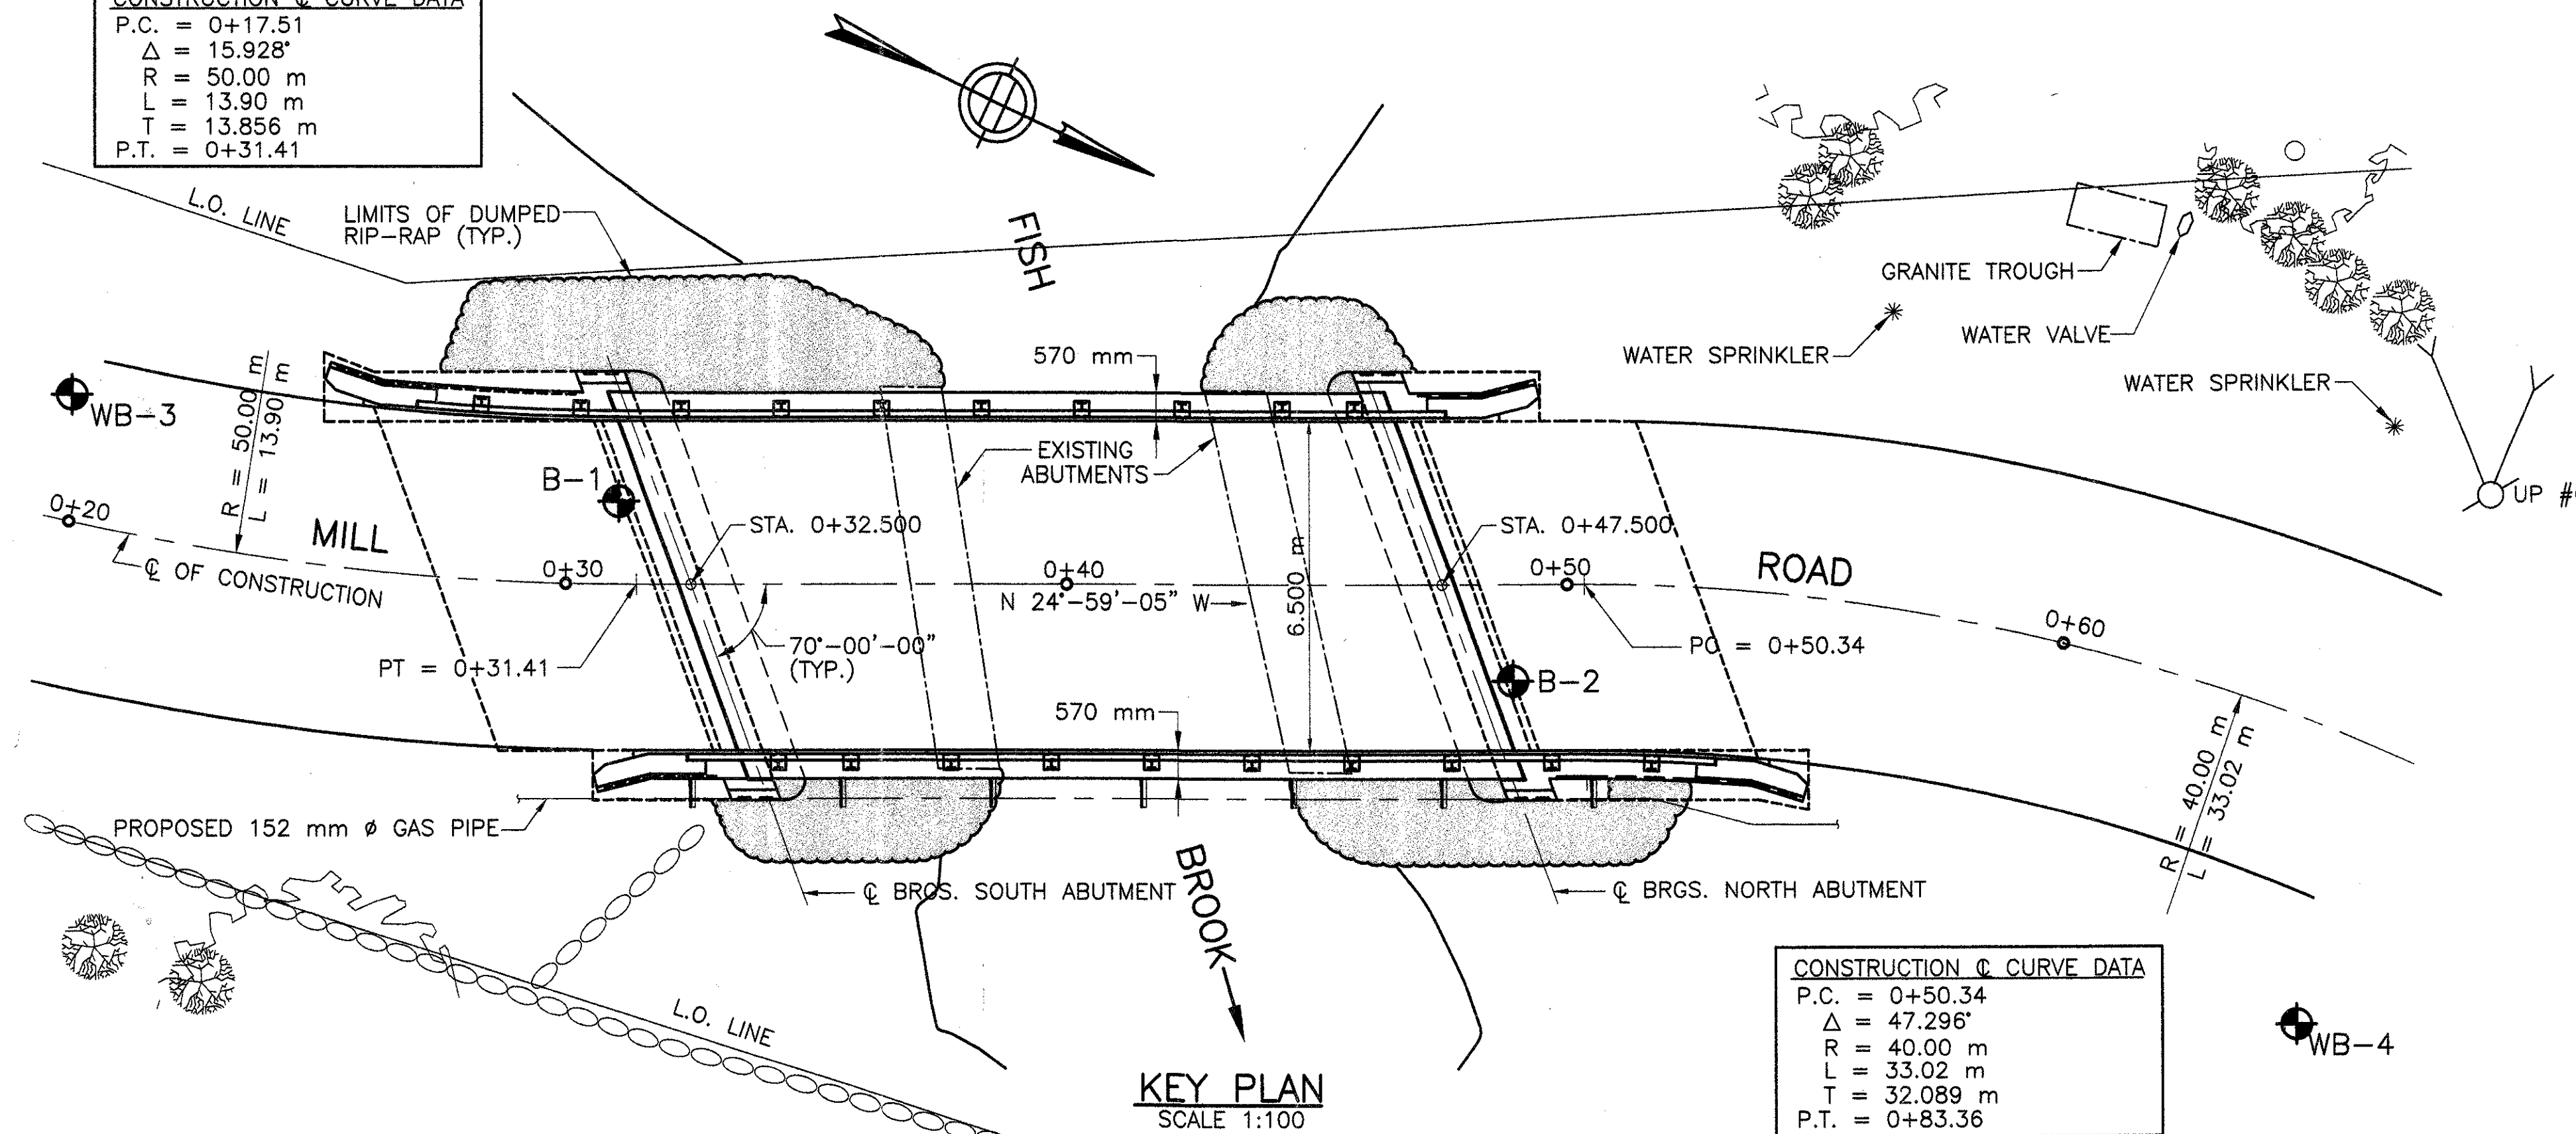 CONSTRUCTION ℄ CURVE DATA
P.C. = 0+17.51
Δ = 15.928°
R = 50.00 m
L = 13.90 m
T = 13.856 m
P.T. = 0+31.41
L.O. LINE
LIMITS OF DUMPED
RIP-RAP (TYP.)
FISH
GRANITE TROUGH
WATER VALVE
WATER SPRINKLER
WATER SPRINKLER
UP #
570 mm
WB-3
R = 50.00 m
L = 13.90 m
B-1
EXISTING
ABUTMENTS
0+20
MILL
℄ OF CONSTRUCTION
0+30
STA. 0+32.500
0+40
N 24°-59'-05" W
6.500 m
STA. 0+47.500
0+50
ROAD
0+60
PT = 0+31.41
70°-00'-00"
(TYP.)
PC = 0+50.34
B-2
570 mm
R = 40.00 m
L = 33.02 m
PROPOSED 152 mm ø GAS PIPE
℄ BRGS. SOUTH ABUTMENT
BROOK
℄ BRGS. NORTH ABUTMENT
L.O. LINE
CONSTRUCTION ℄ CURVE DATA
P.C. = 0+50.34
Δ = 47.296°
R = 40.00 m
L = 33.02 m
T = 32.089 m
P.T. = 0+83.36
WB-4
KEY PLAN
SCALE 1:100